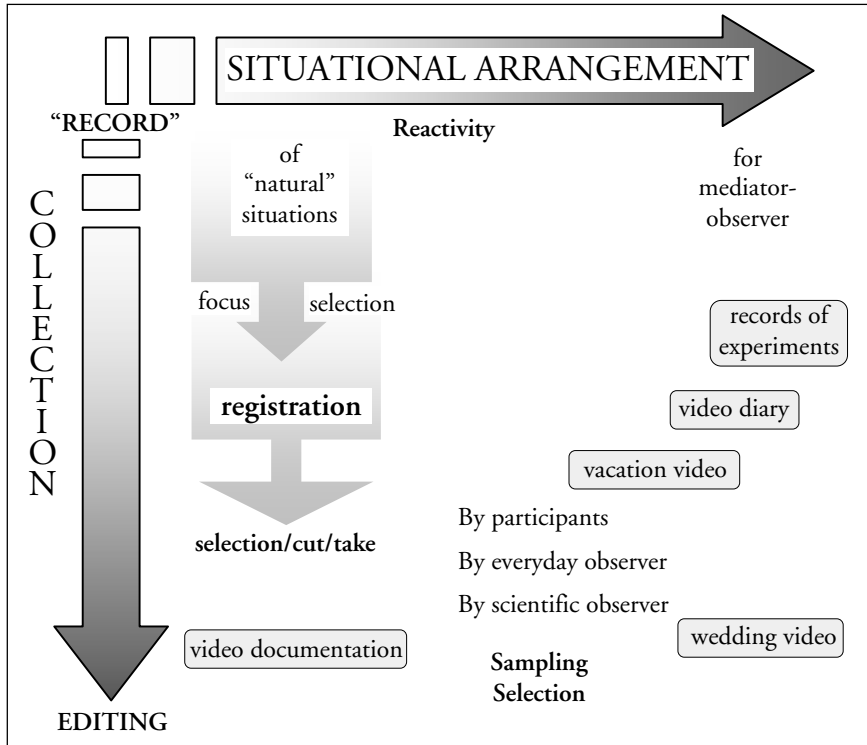 SITUATIONAL ARRANGEMENT
“RECORD”
Reactivity
of
“natural”
situations
for
mediator-
observer
COLLECTION
focus
selection
records of
experiments
registration
video diary
vacation video
By participants
selection/cut/take
By everyday observer
By scientific observer
video documentation
wedding video
Sampling
Selection
EDITING